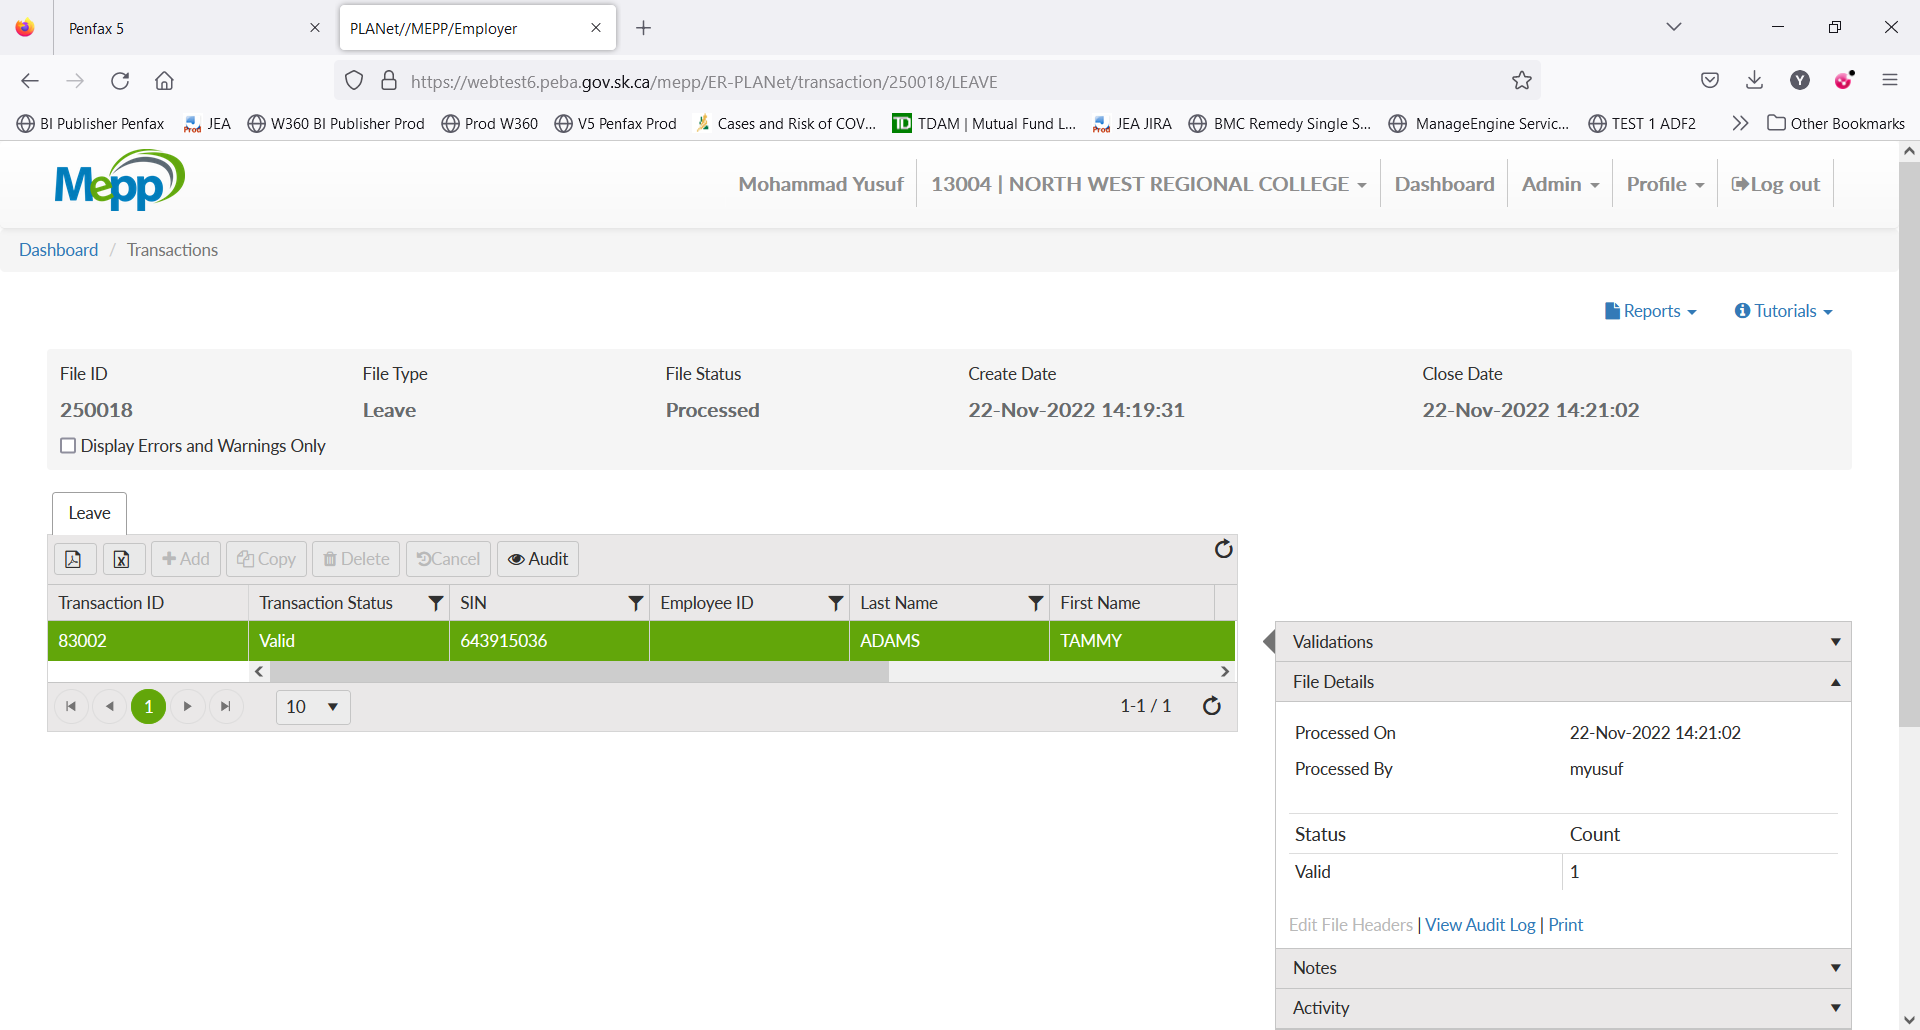 Penfax 5
PLANet//MEPP/Employer
https://webtest6.peba.gov.sk.ca/mepp/ER-PLANet/transaction/250018/LEAVE
Y
BI Publisher Penfax
Prod JEA
W360 BI Publisher Prod
Prod W360
V5 Penfax Prod
Cases and Risk of COV...
TD TDAM | Mutual Fund L...
Prod JEA JIRA
BMC Remedy Single S...
ManageEngine Servic...
TEST 1 ADF2
Other Bookmarks
Mepp
Mohammad Yusuf
13004 | NORTH WEST REGIONAL COLLEGE
Dashboard
Admin
Profile
Log out
Dashboard / Transactions
Reports
Tutorials
File ID
File Type
File Status
Create Date
Close Date
250018
Leave
Processed
22-Nov-2022 14:19:31
22-Nov-2022 14:21:02
Display Errors and Warnings Only
Leave
Add
Copy
Delete
Cancel
Audit
Transaction ID
Transaction Status
SIN
Employee ID
Last Name
First Name
83002
Valid
643915036
ADAMS
TAMMY
1
10
1-1 / 1
Validations
File Details
Processed On
22-Nov-2022 14:21:02
Processed By
myusuf
Status
Count
Valid
1
Edit File Headers | View Audit Log | Print
Notes
Activity